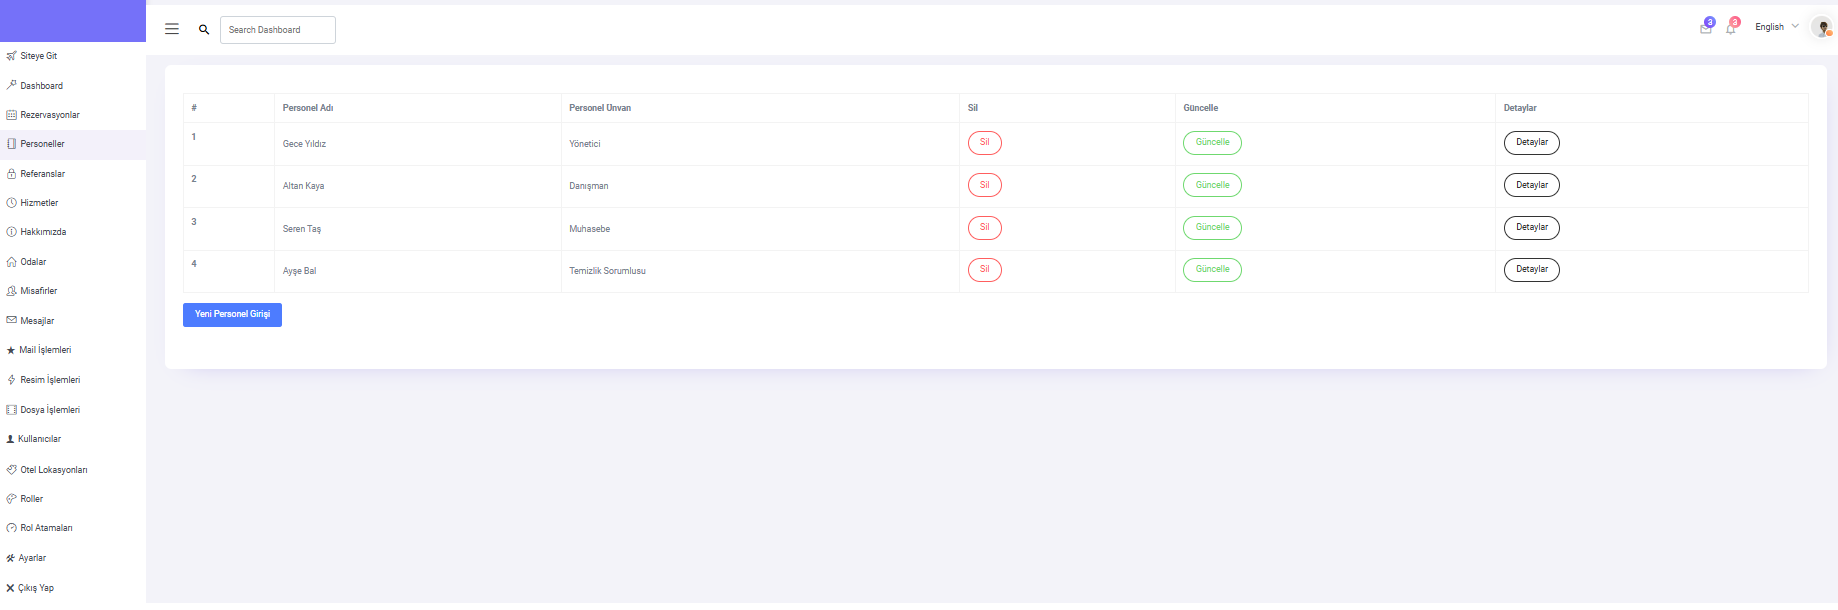 3
3
English
Search Dashboard
Siteye Git
Dashboard
Rezervasyonlar
Personeller
Referanslar
Hizmetler
Hakkımızda
Odalar
Misafirler
Mesajlar
Mail İşlemleri
Resim İşlemleri
Dosya İşlemleri
Kullanıcılar
Otel Lokasyonları
Roller
Rol Atamaları
Ayarlar
Çıkış Yap
# Personel Adı Personel Unvan Sil Güncelle Detaylar
1 Gece Yıldız Yönetici Sil Güncelle Detaylar
2 Altan Kaya Danışman Sil Güncelle Detaylar
3 Seren Taş Muhasebe Sil Güncelle Detaylar
4 Ayşe Bal Temizlik Sorumlusu Sil Güncelle Detaylar
Yeni Personel Girişi